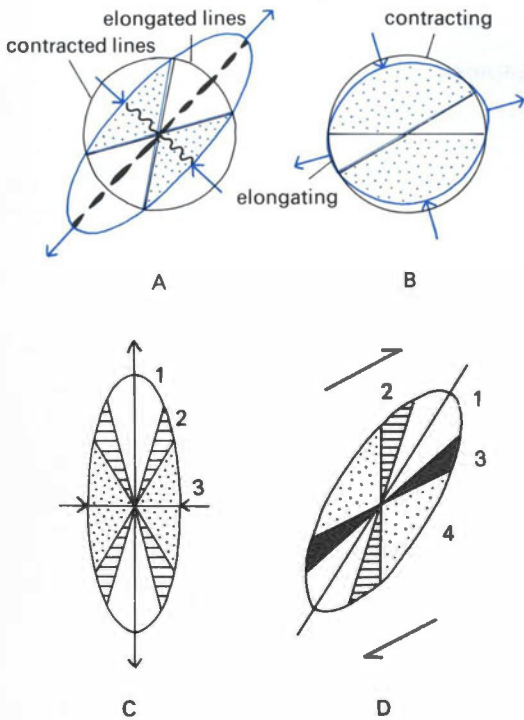 elongated lines
contracted lines
contracting
elongating
A
B
1
2
3
C
2
1
3
4
D